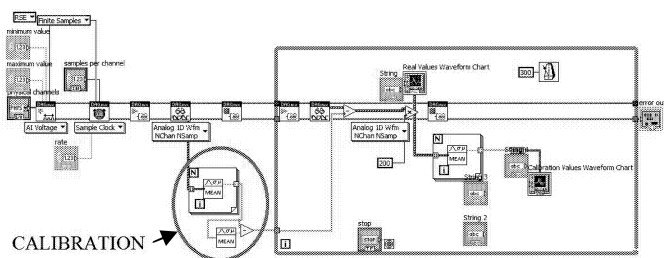 RSE
Finite Samples
minimum value
maximum value
samples per channel
physical channels
AI Voltage
Sample Clock
rate
Analog 1D Wfm
NChan NSamp
N
MEAN
i
MEAN
CALIBRATION
String
Real Values Waveform Chart
300
Analog 1D Wfm
NChan NSamp
200
N
MEAN
i
String 3
Calibration Values Waveform Chart
String 2
stop
i
error ou